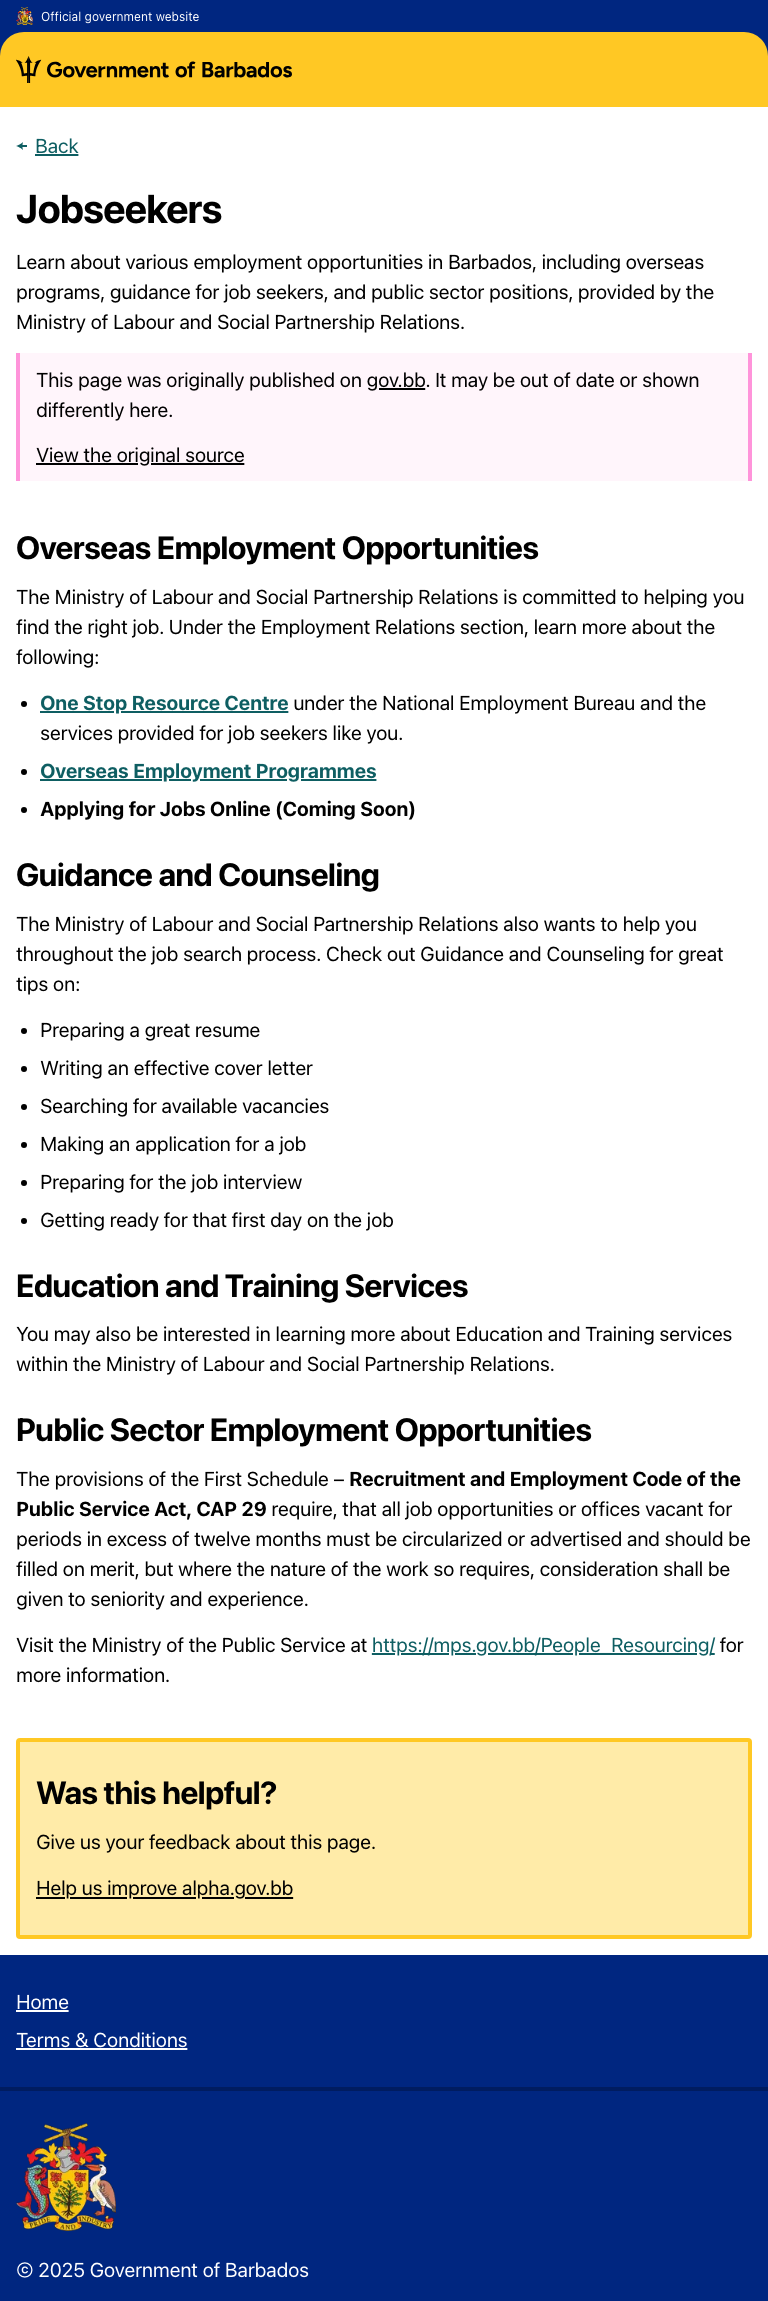 Official government website
Government of Barbados
Back
Jobseekers
Learn about various employment opportunities in Barbados, including overseas
programs, guidance for job seekers, and public sector positions, provided by the
Ministry of Labour and Social Partnership Relations.
This page was originally published on gov.bb. It may be out of date or shown
differently here.
View the original source
Overseas Employment Opportunities
The Ministry of Labour and Social Partnership Relations is committed to helping you
find the right job. Under the Employment Relations section, learn more about the
following:
• One Stop Resource Centre under the National Employment Bureau and the
services provided for job seekers like you.
• Overseas Employment Programmes
• Applying for Jobs Online (Coming Soon)
Guidance and Counseling
The Ministry of Labour and Social Partnership Relations also wants to help you
throughout the job search process. Check out Guidance and Counseling for great
tips on:
• Preparing a great resume
• Writing an effective cover letter
• Searching for available vacancies
• Making an application for a job
• Preparing for the job interview
• Getting ready for that first day on the job
Education and Training Services
You may also be interested in learning more about Education and Training services
within the Ministry of Labour and Social Partnership Relations.
Public Sector Employment Opportunities
The provisions of the First Schedule – Recruitment and Employment Code of the
Public Service Act, CAP 29 require, that all job opportunities or offices vacant for
periods in excess of twelve months must be circularized or advertised and should be
filled on merit, but where the nature of the work so requires, consideration shall be
given to seniority and experience.
Visit the Ministry of the Public Service at https://mps.gov.bb/People_Resourcing/ for
more information.
Was this helpful?
Give us your feedback about this page.
Help us improve alpha.gov.bb
Home
Terms & Conditions
PRIDE AND INDUSTRY
© 2025 Government of Barbados